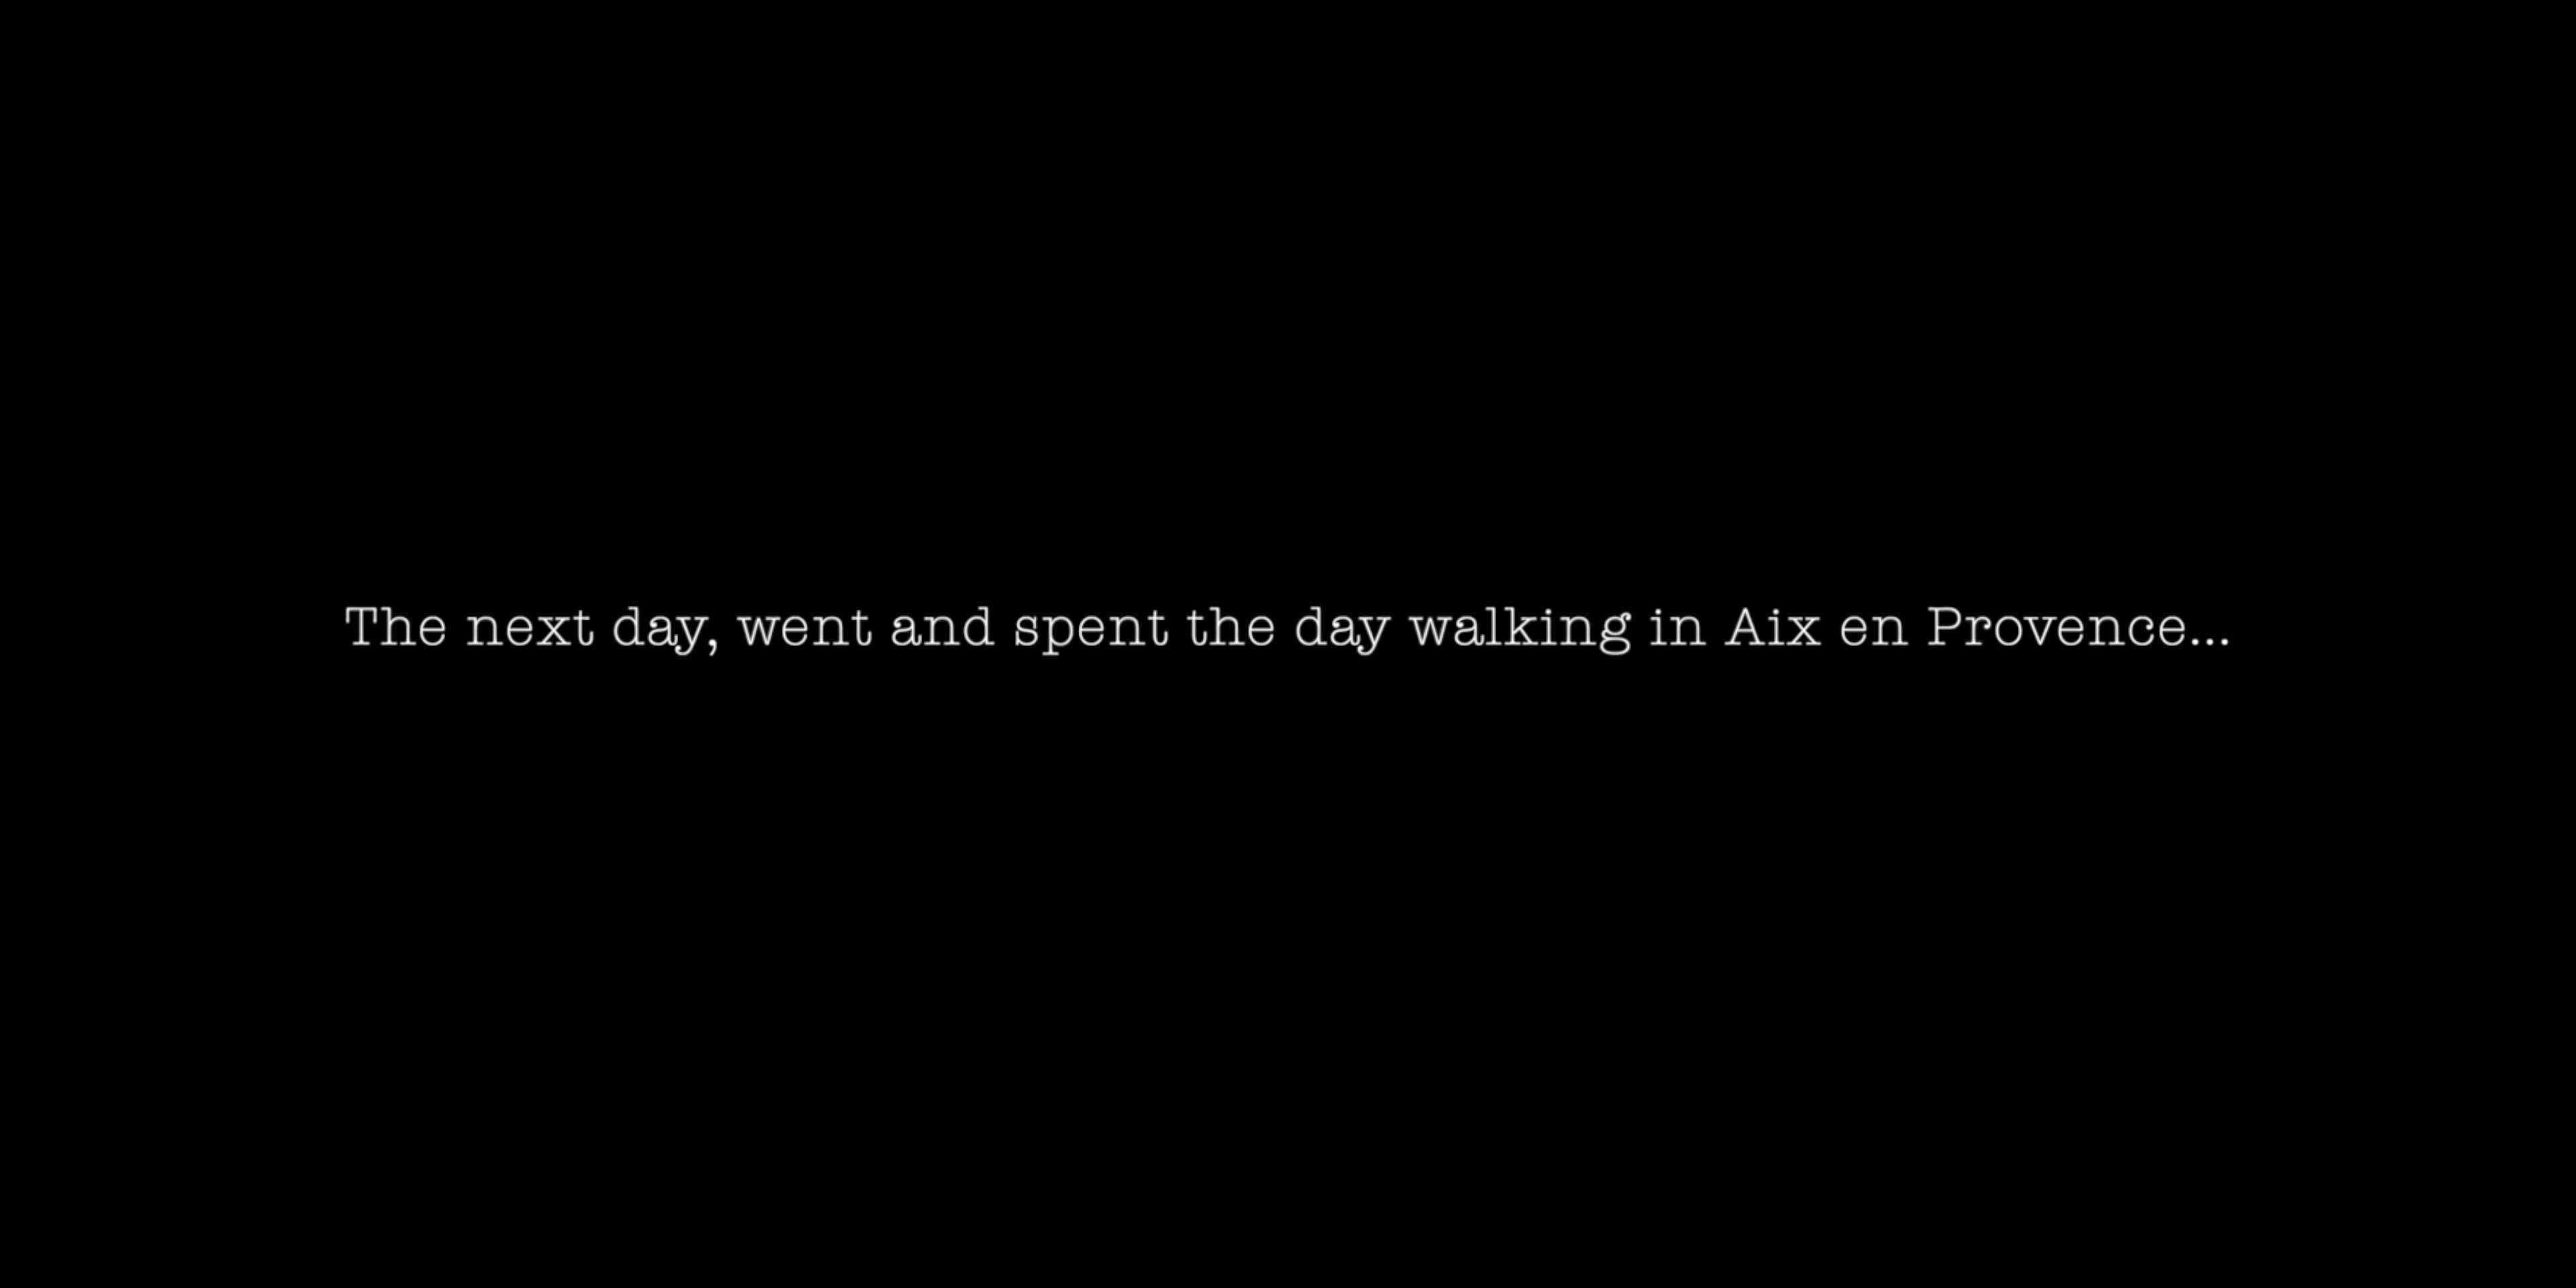 The next day, went and spent the day walking in Aix en Provence...